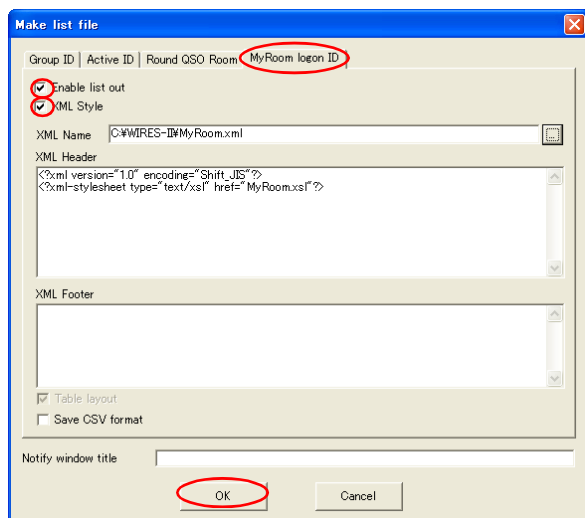 Make list file
Group ID Active ID Round QSO Room MyRoom logon ID
Enable list out
XML Style
XML Name C:¥WIRES-II¥MyRoom.xml ...
XML Header
<?xml version="1.0" encoding="Shift_JIS"?>
<?xml-stylesheet type="text/xsl" href="MyRoom.xsl"?>
XML Footer
Table layout
Save CSV format
Notify window title
OK Cancel